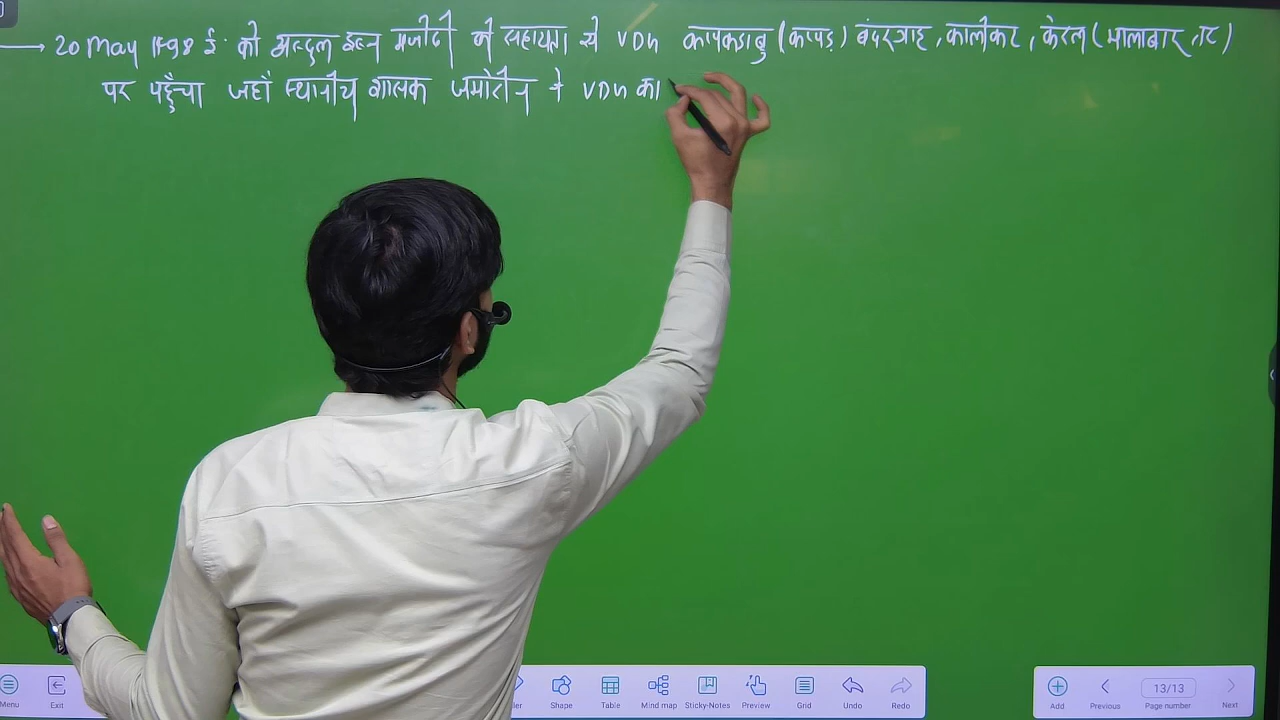 → 20 May 1498 ई. को अब्दुल इब्न मजीदी की सहायता से VDG कापकडाबु (कापड़) बंदरगाह, कालीकट, केरल (मालाबार तट)
पर पहुँचा जहाँ स्थानीय शासक जमोरीन ने VDG का
Menu Exit Shape Table Mind map Sticky-Notes Preview Grid Undo Redo Add Previous 13/13 Page number Next